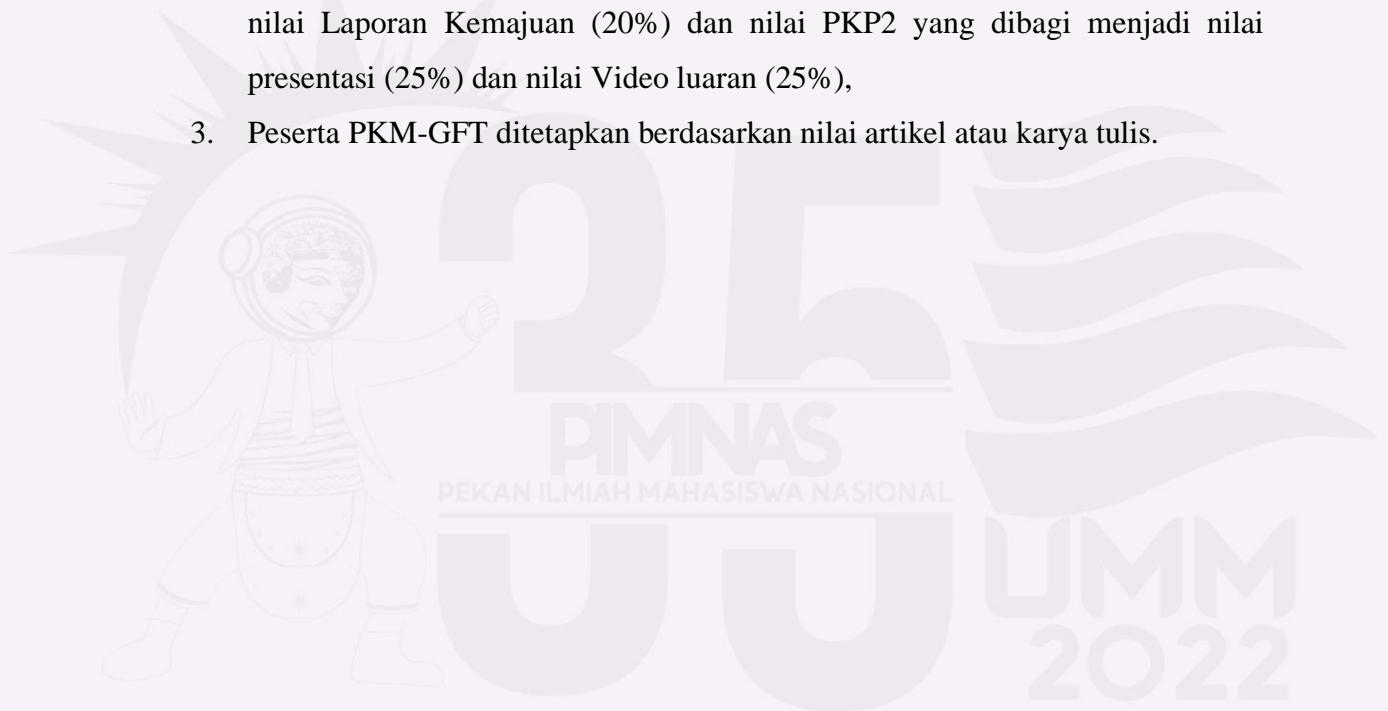 nilai Laporan Kemajuan (20%) dan nilai PKP2 yang dibagi menjadi nilai
presentasi (25%) dan nilai Video luaran (25%),
3. Peserta PKM-GFT ditetapkan berdasarkan nilai artikel atau karya tulis.
35
PIMNAS
PEKAN ILMIAH MAHASISWA NASIONAL
UMM
2022